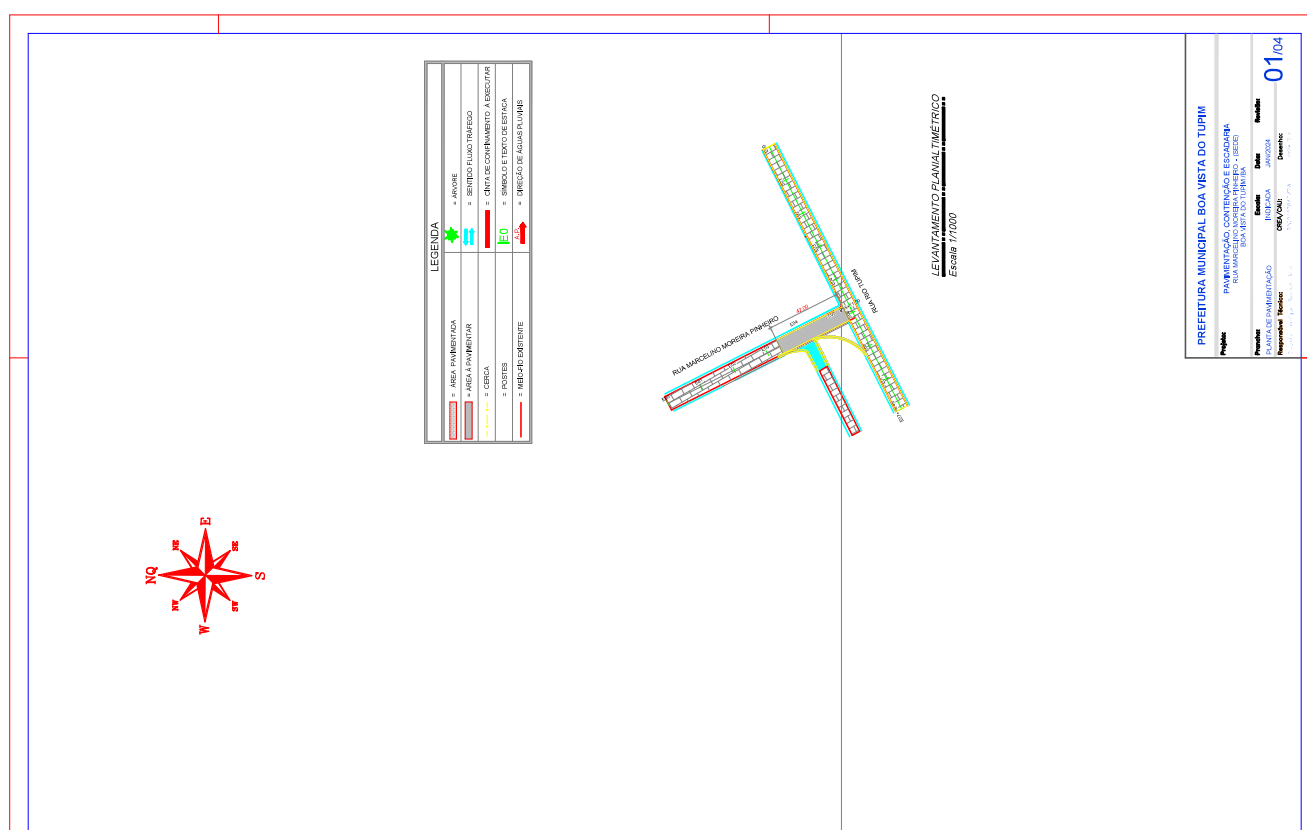 LEGENDA
= ÁREA PAVIMENTADA
= ÁRVORE
= ÁREA À PAVIMENTAR
= SENTIDO FLUXO TRÁFEGO
= CERCA
= CINTA DE CONFINAMENTO A EXECUTAR
= POSTES
E0
= SÍMBOLO E TEXTO DE ESTACA
= MEIO-FIO EXISTENTE
A.P.
= DIREÇÃO DE ÁGUAS PLUVIAIS
NQ
NE
E
SE
S
SW
W
NW
RUA MARCELINO MOREIRA PINHEIRO
42.00
RUA RIO TUPIM
LEVANTAMENTO PLANIALTIMÉTRICO
Escala 1/1000
PREFEITURA MUNICIPAL BOA VISTA DO TUPIM
Projeto:
PAVIMENTAÇÃO, CONTENÇÃO E ESCADARIA
RUA MARCELINO MOREIRA PINHEIRO - (SEDE)
BOA VISTA DO TUPIM/BA
Prancha:
PLANTA DE PAVIMENTAÇÃO
Escala:
INDICADA
Data:
JAN/2024
Revisão:
01/04
Responsável Técnico:
CREA/CAU:
Desenho: